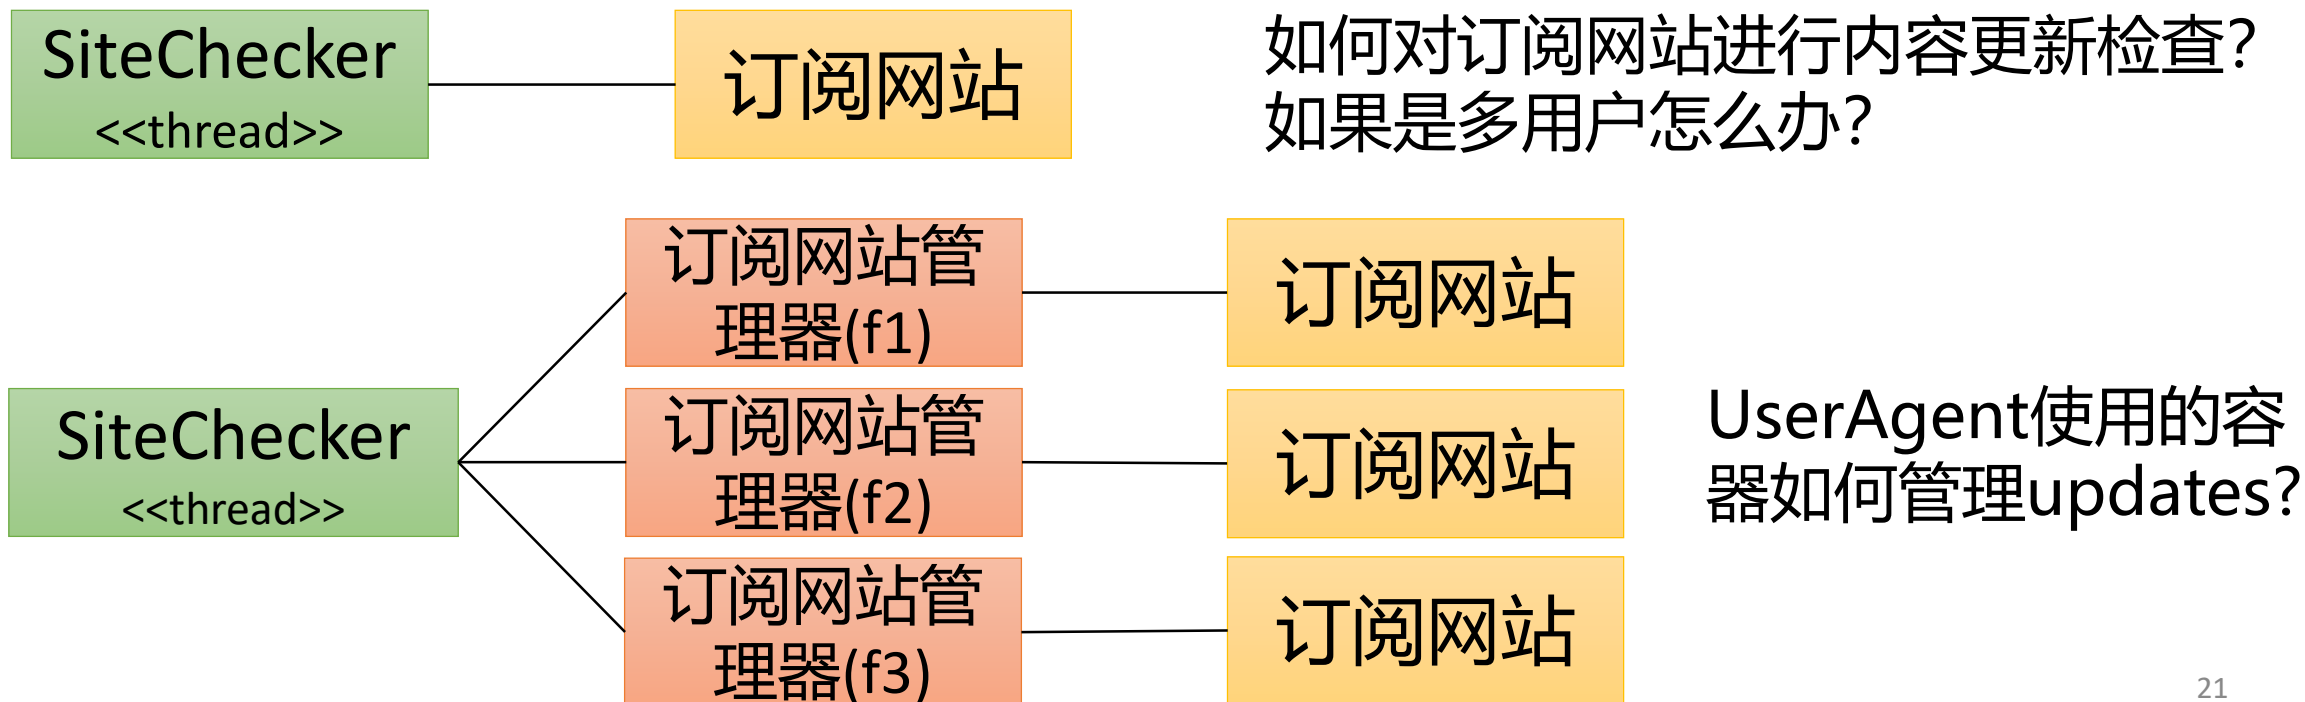 SiteChecker
<<thread>>
订阅网站
如何对订阅网站进行内容更新检查?
如果是多用户怎么办?
订阅网站管
理器(f1)
订阅网站
SiteChecker
<<thread>>
订阅网站管
理器(f2)
订阅网站
UserAgent使用的容
器如何管理updates?
订阅网站管
理器(f3)
订阅网站
21